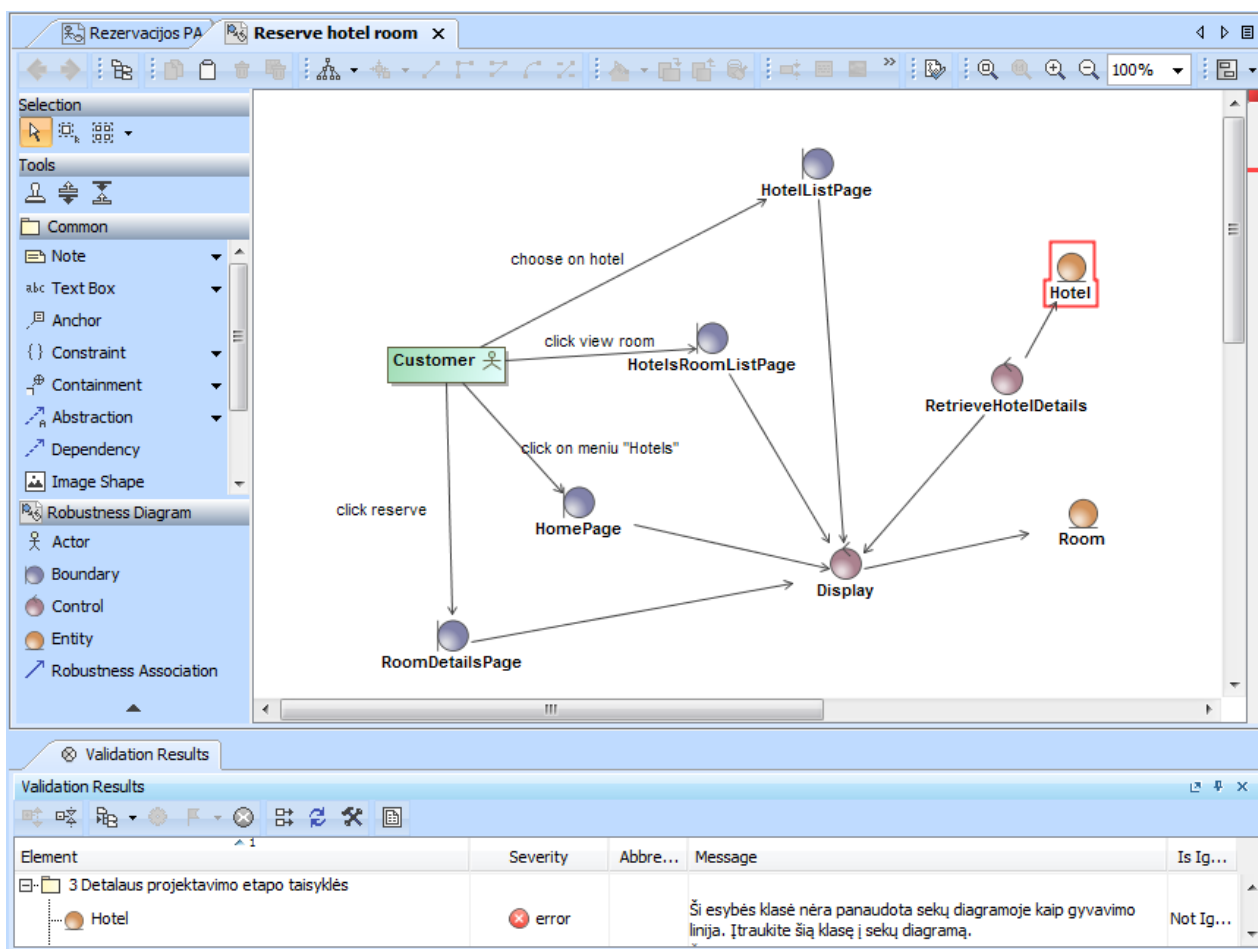 Rezervacijos PA
Reserve hotel room
100%
Selection
Tools
Common
Note
abc Text Box
Anchor
{ } Constraint
Containment
Abstraction
Dependency
Image Shape
Robustness Diagram
Actor
Boundary
Control
Entity
Robustness Association
HotelListPage
choose on hotel
Hotel
click view room
Customer
HotelsRoomListPage
RetrieveHotelDetails
click on meniu "Hotels"
click reserve
HomePage
Room
Display
RoomDetailsPage
Validation Results
Validation Results
1
Element Severity Abbre... Message Is Ig...
3 Detalaus projektavimo etapo taisyklės
Hotel error Ši esybės klasė nėra panaudota sekų diagramoje kaip gyvavimo Not Ig...
linija. Įtraukite šią klasę į sekų diagramą.